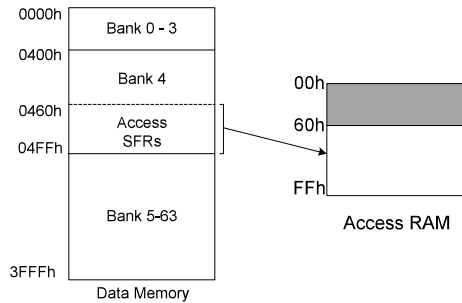 0000h
Bank 0 - 3
0400h
Bank 4
0460h
Access
SFRs
04FFh
Bank 5-63
3FFFh
Data Memory
00h
60h
FFh
Access RAM